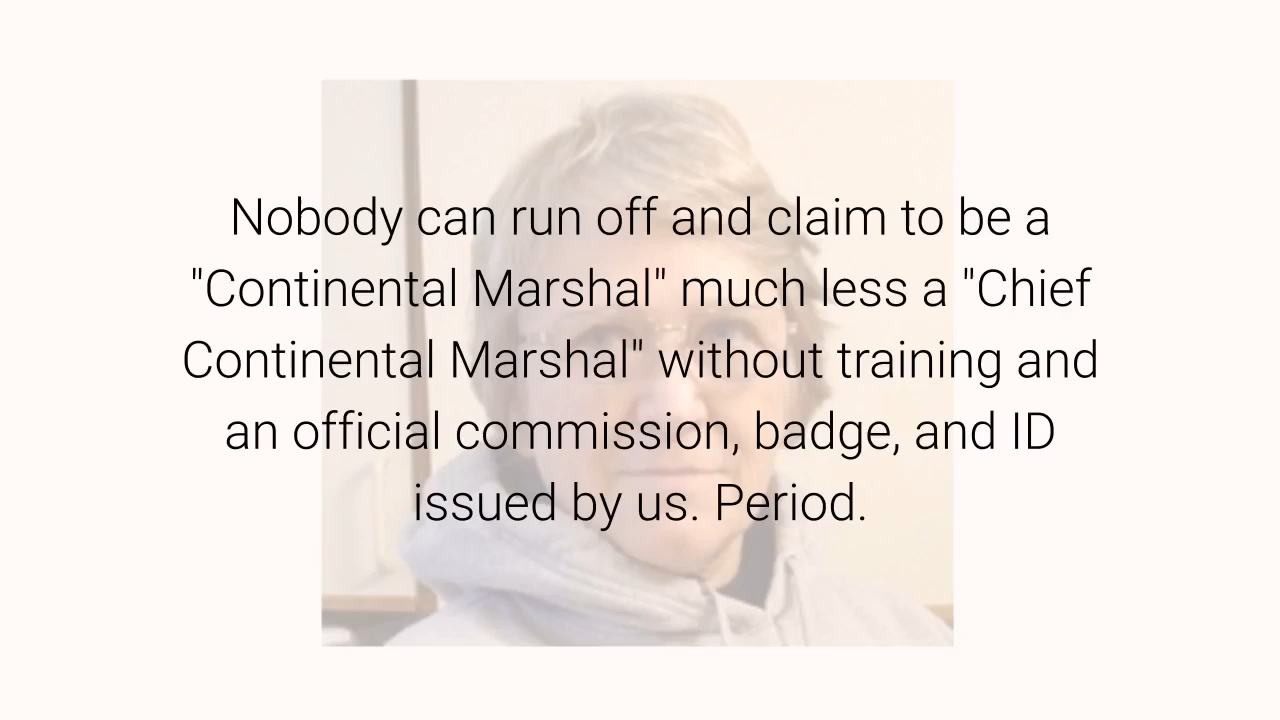 Nobody can run off and claim to be a
"Continental Marshal" much less a "Chief
Continental Marshal" without training and
an official commission, badge, and ID
issued by us. Period.